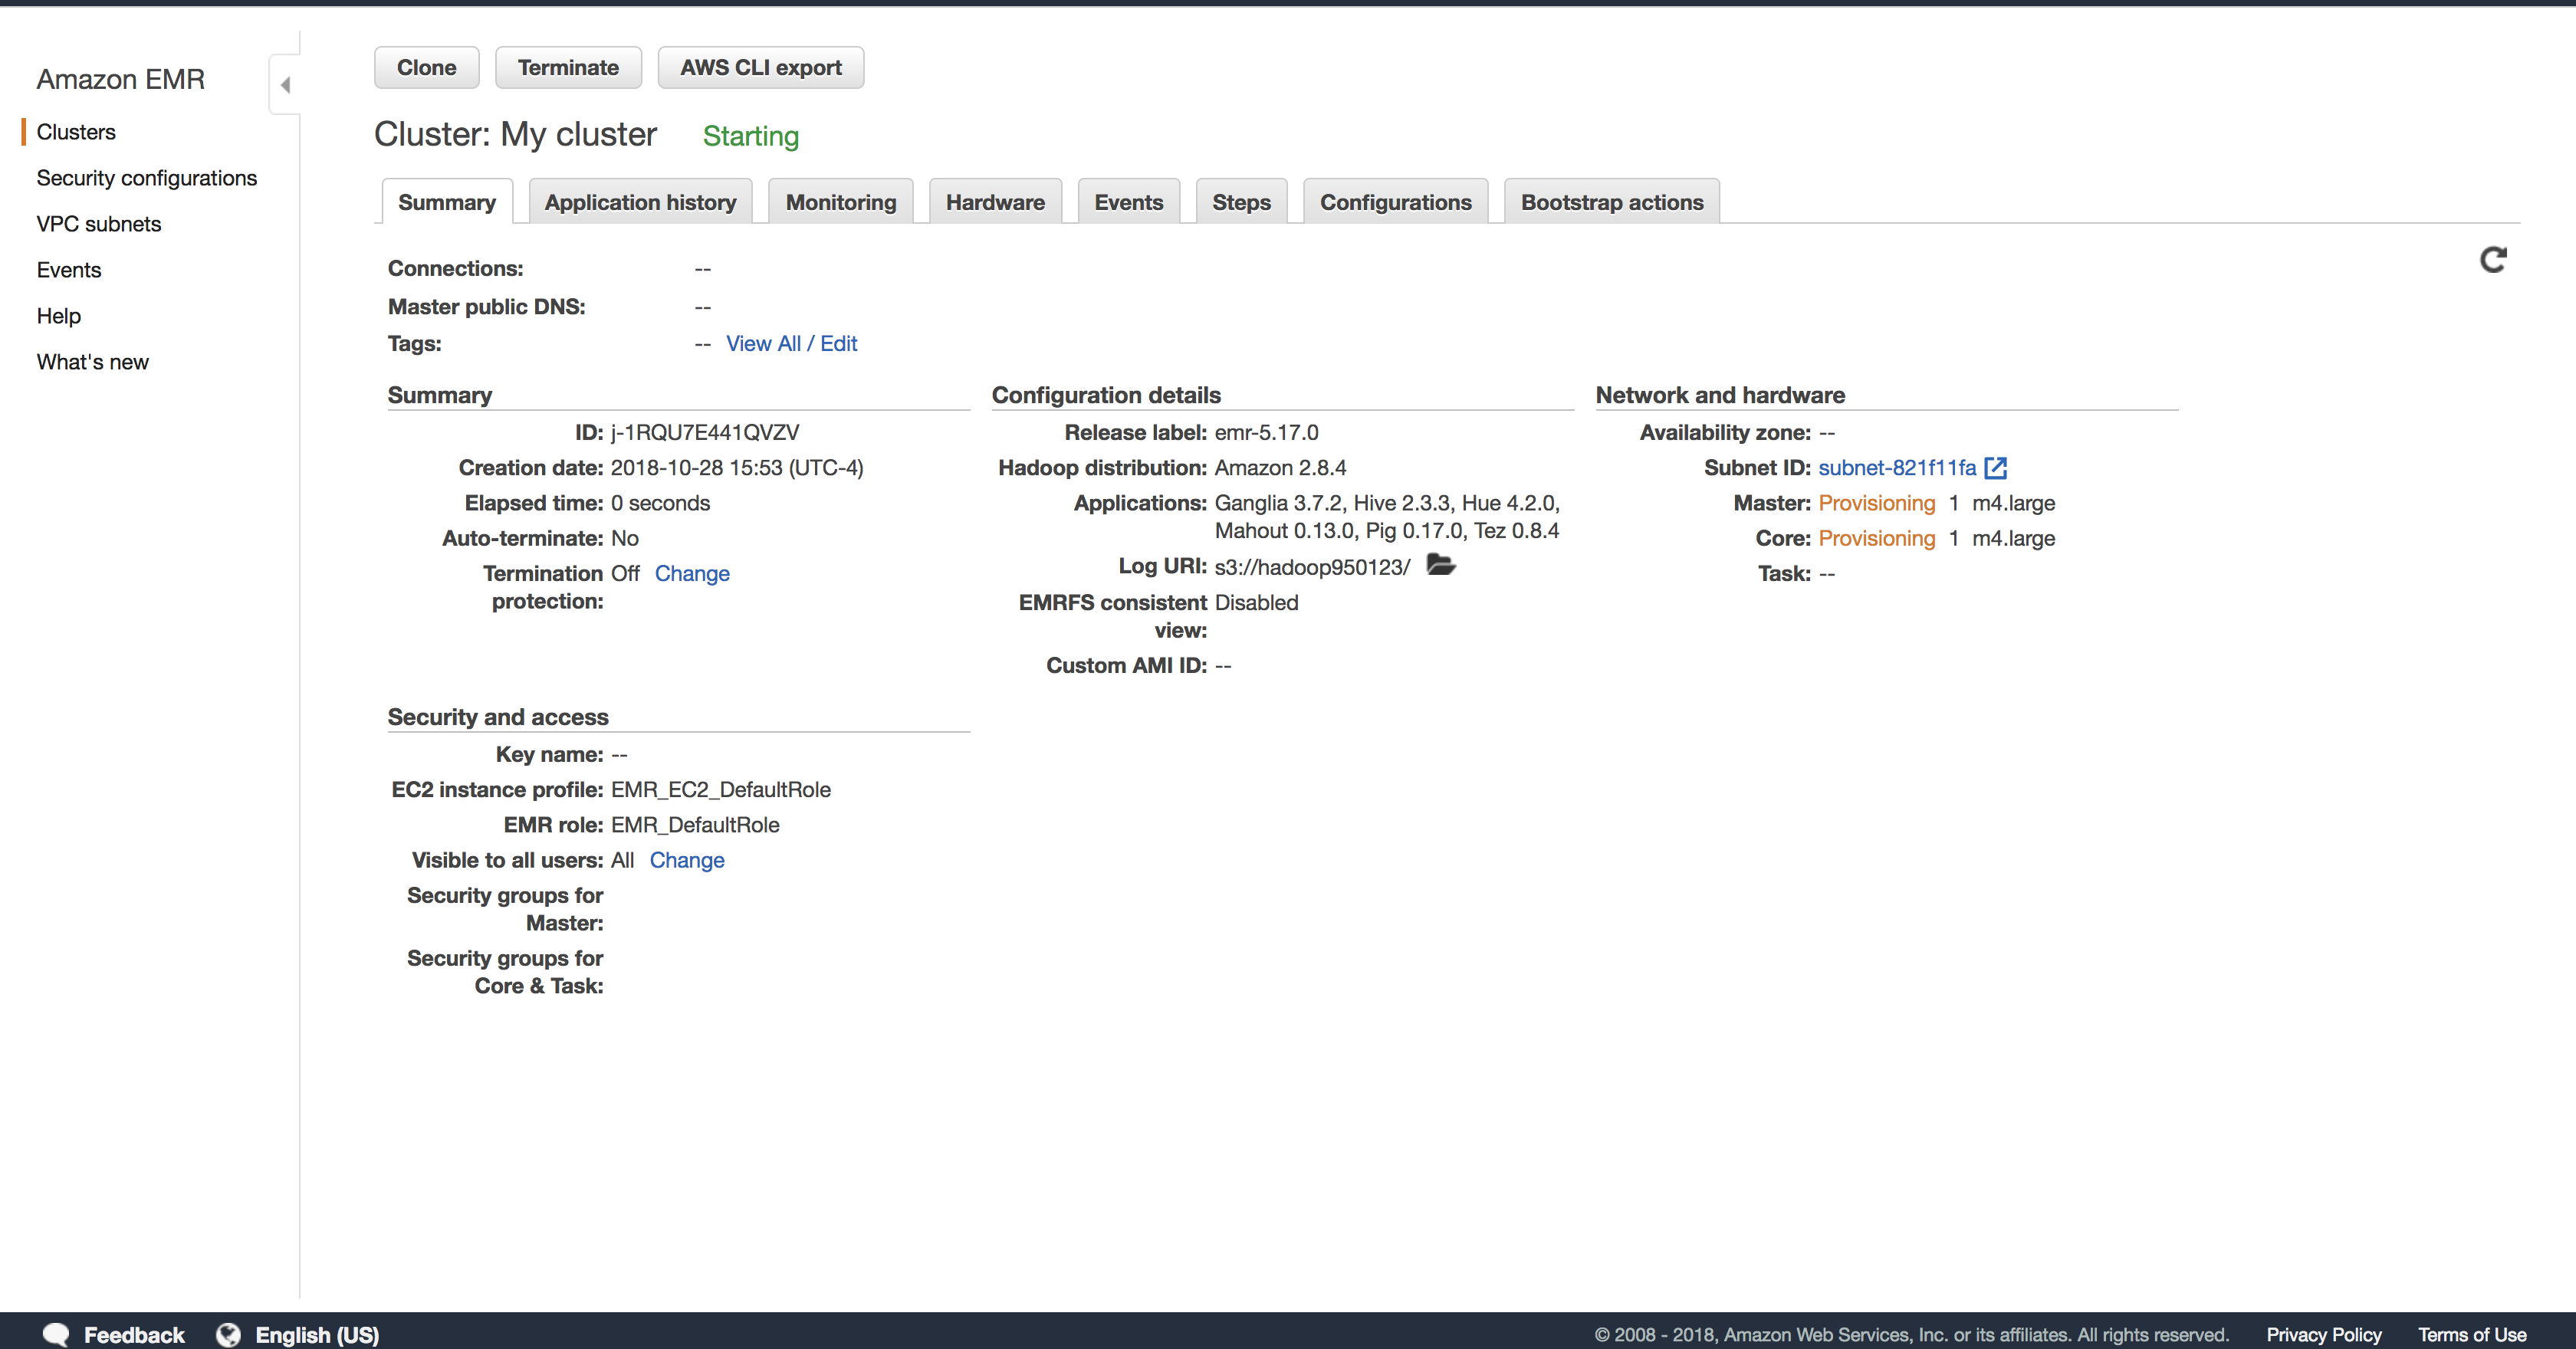 Amazon EMR
Clusters
Security configurations
VPC subnets
Events
Help
What's new
Clone Terminate AWS CLI export
Cluster: My cluster Starting
Summary Application history Monitoring Hardware Events Steps Configurations Bootstrap actions
Connections: --
Master public DNS: --
Tags: -- View All / Edit
Summary
ID: j-1RQU7E441QVZV
Creation date: 2018-10-28 15:53 (UTC-4)
Elapsed time: 0 seconds
Auto-terminate: No
Termination Off Change
protection:
Configuration details
Release label: emr-5.17.0
Hadoop distribution: Amazon 2.8.4
Applications: Ganglia 3.7.2, Hive 2.3.3, Hue 4.2.0,
Mahout 0.13.0, Pig 0.17.0, Tez 0.8.4
Log URI: s3://hadoop950123/
EMRFS consistent Disabled
view:
Custom AMI ID: --
Network and hardware
Availability zone: --
Subnet ID: subnet-821f11fa
Master: Provisioning 1 m4.large
Core: Provisioning 1 m4.large
Task: --
Security and access
Key name: --
EC2 instance profile: EMR_EC2_DefaultRole
EMR role: EMR_DefaultRole
Visible to all users: All Change
Security groups for
Master:
Security groups for
Core & Task:
Feedback English (US) © 2008 - 2018, Amazon Web Services, Inc. or its affiliates. All rights reserved. Privacy Policy Terms of Use